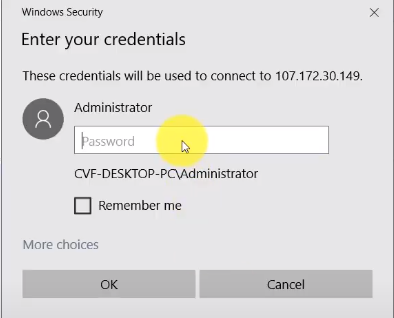 Windows Security
Enter your credentials
These credentials will be used to connect to 107.172.30.149.
Administrator
Password
CVF-DESKTOP-PC\Administrator
Remember me
More choices
OK
Cancel